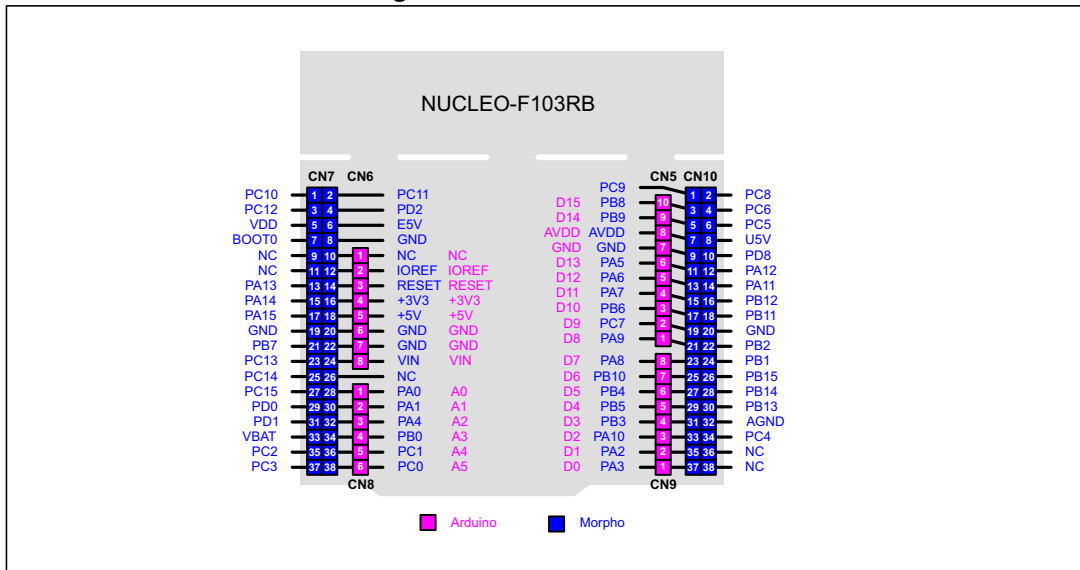 NUCLEO-F103RB
CN7 CN6 CN5 CN10
PC9
PC10 1 2 PC11 1 2 PC8
PC12 3 4 PD2 D15 PB8 10 3 4 PC6
VDD 5 6 E5V D14 PB9 9 5 6 PC5
BOOT0 7 8 GND AVDD AVDD 8 7 8 U5V
NC 9 10 1 NC NC GND GND 7 9 10 PD8
NC 11 12 2 IOREF IOREF D13 PA5 6 11 12 PA12
PA13 13 14 3 RESET RESET D12 PA6 5 13 14 PA11
PA14 15 16 4 +3V3 +3V3 D11 PA7 4 15 16 PB12
PA15 17 18 5 +5V +5V D10 PB6 3 17 18 PB11
GND 19 20 6 GND GND D9 PC7 2 19 20 GND
PB7 21 22 7 GND GND D8 PA9 1 21 22 PB2
PC13 23 24 8 VIN VIN D7 PA8 8 23 24 PB1
PC14 25 26 NC D6 PB10 7 25 26 PB15
PC15 27 28 1 PA0 A0 D5 PB4 6 27 28 PB14
PD0 29 30 2 PA1 A1 D4 PB5 5 29 30 PB13
PD1 31 32 3 PA4 A2 D3 PB3 4 31 32 AGND
VBAT 33 34 4 PB0 A3 D2 PA10 3 33 34 PC4
PC2 35 36 5 PC1 A4 D1 PA2 2 35 36 NC
PC3 37 38 6 PC0 A5 D0 PA3 1 37 38 NC
CN8 CN9
Arduino Morpho